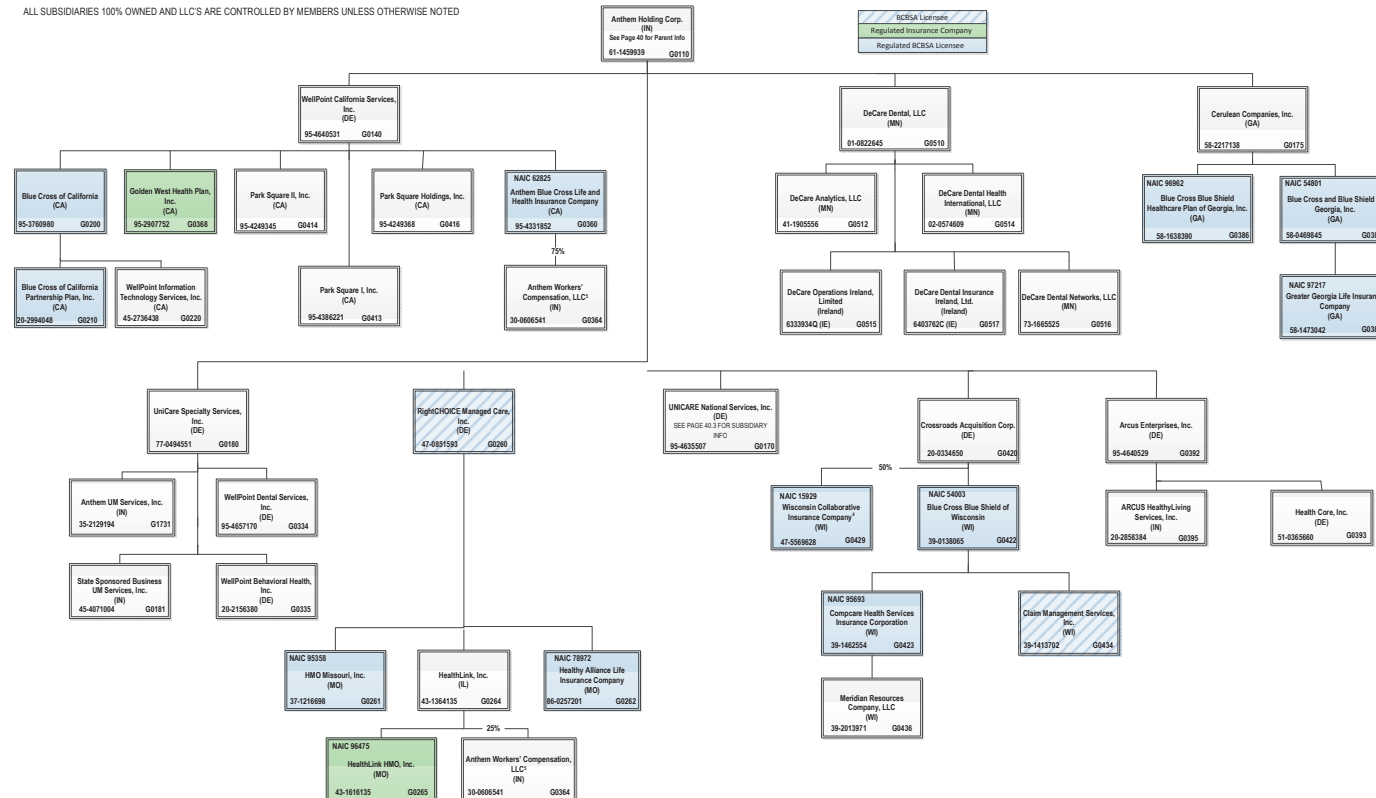 ALL SUBSIDIARIES 100% OWNED AND LLC'S ARE CONTROLLED BY MEMBERS UNLESS OTHERWISE NOTED
Anthem Holding Corp.
(IN)
See Page 40 for Parent Info
61-1459939 G0110
BCBSA Licensee
Regulated Insurance Company
Regulated BCBSA Licensee
WellPoint California Services,
Inc.
(DE)
95-4640531 G0140
DeCare Dental, LLC
(MN)
01-0822645 G0510
Cerulean Companies, Inc.
(GA)
58-2217138 G0175
Blue Cross of California
(CA)
95-3760980 G0200
Golden West Health Plan,
Inc.
(CA)
95-2907752 G0368
Park Square II, Inc.
(CA)
95-4249345 G0414
Park Square Holdings, Inc.
(CA)
95-4249368 G0416
NAIC 62825
Anthem Blue Cross Life and
Health Insurance Company
(CA)
95-4331852 G0360
DeCare Analytics, LLC
(MN)
41-1905556 G0512
DeCare Dental Health
International, LLC
(MN)
02-0574609 G0514
NAIC 96962
Blue Cross Blue Shield
Healthcare Plan of Georgia, Inc.
(GA)
58-1638390 G0386
NAIC 54801
Blue Cross and Blue Shield
Georgia, Inc.
(GA)
58-0469845 G038
75%
Blue Cross of California
Partnership Plan, Inc.
(CA)
20-2994048 G0210
WellPoint Information
Technology Services, Inc.
(CA)
45-2736438 G0220
Park Square I, Inc.
(CA)
95-4386221 G0413
Anthem Workers'
Compensation, LLC⁵
(IN)
30-0606541 G0364
DeCare Operations Ireland,
Limited
(Ireland)
6333934Q (IE) G0515
DeCare Dental Insurance
Ireland, Ltd.
(Ireland)
6403762C (IE) G0517
DeCare Dental Networks, LLC
(MN)
73-1665525 G0516
NAIC 97217
Greater Georgia Life Insuran
Company
(GA)
58-1473042 G038
UniCare Specialty Services,
Inc.
(DE)
77-0494551 G0180
RightCHOICE Managed Care,
Inc.
(DE)
47-0851593 G0260
UNICARE National Services, Inc.
(DE)
SEE PAGE 40.3 FOR SUBSIDIARY
INFO
95-4635507 G0170
Crossroads Acquisition Corp.
(DE)
20-0334650 G0420
Arcus Enterprises, Inc.
(DE)
95-4640529 G0392
50%
Anthem UM Services, Inc.
(IN)
35-2129194 G1731
WellPoint Dental Services,
Inc.
(DE)
95-4657170 G0334
NAIC 15929
Wisconsin Collaborative
Insurance Company⁴
(WI)
47-5569628 G0429
NAIC 54003
Blue Cross Blue Shield of
Wisconsin
(WI)
39-0138065 G0422
ARCUS HealthyLiving
Services, Inc.
(IN)
20-2858384 G0395
Health Core, Inc.
(DE)
51-0365660 G0393
State Sponsored Business
UM Services, Inc.
(IN)
45-4071004 G0181
WellPoint Behavioral Health,
Inc.
(DE)
20-2156380 G0335
NAIC 95693
Compcare Health Services
Insurance Corporation
(WI)
39-1462554 G0423
Claim Management Services,
Inc.
(WI)
39-1413702 G0434
NAIC 95358
HMO Missouri, Inc.
(MO)
37-1216698 G0261
HealthLink, Inc.
(IL)
43-1364135 G0264
NAIC 78972
Healthy Alliance Life
Insurance Company
(MO)
86-0257201 G0262
Meridian Resources
Company, LLC
(WI)
39-2013971 G0436
25%
NAIC 96475
HealthLink HMO, Inc.
(MO)
43-1616135 G0265
Anthem Workers' Compensation,
LLC⁵
(IN)
30-0606541 G0364